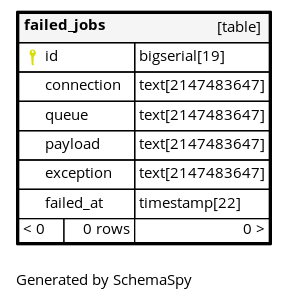 failed_jobs [table]
id bigserial[19]
connection text[2147483647]
queue text[2147483647]
payload text[2147483647]
exception text[2147483647]
failed_at timestamp[22]
< 0 0 rows 0 >
Generated by SchemaSpy